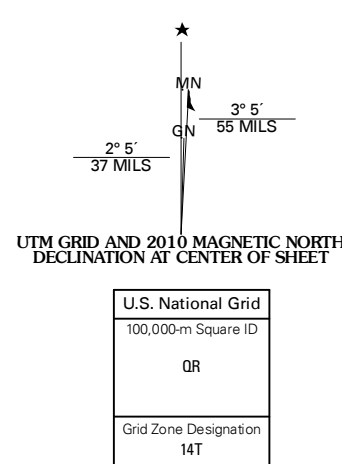 MN
3° 5´
55 MILS
GN
2° 5´
37 MILS
UTM GRID AND 2010 MAGNETIC NORTH
DECLINATION AT CENTER OF SHEET
U.S. National Grid
100,000-m Square ID
QR
Grid Zone Designation
14T